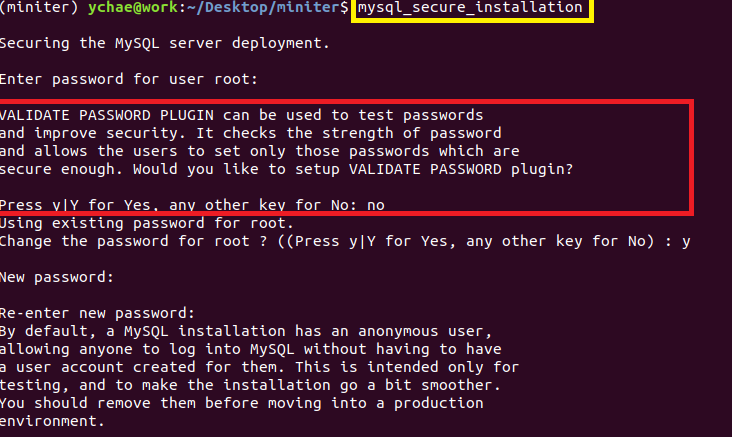 (miniter) ychae@work:~/Desktop/miniter$ mysql_secure_installation
Securing the MySQL server deployment.
Enter password for user root:
VALIDATE PASSWORD PLUGIN can be used to test passwords
and improve security. It checks the strength of password
and allows the users to set only those passwords which are
secure enough. Would you like to setup VALIDATE PASSWORD plugin?
Press y|Y for Yes, any other key for No: no
Using existing password for root.
Change the password for root ? ((Press y|Y for Yes, any other key for No) : y
New password:
Re-enter new password:
By default, a MySQL installation has an anonymous user,
allowing anyone to log into MySQL without having to have
a user account created for them. This is intended only for
testing, and to make the installation go a bit smoother.
You should remove them before moving into a production
environment.